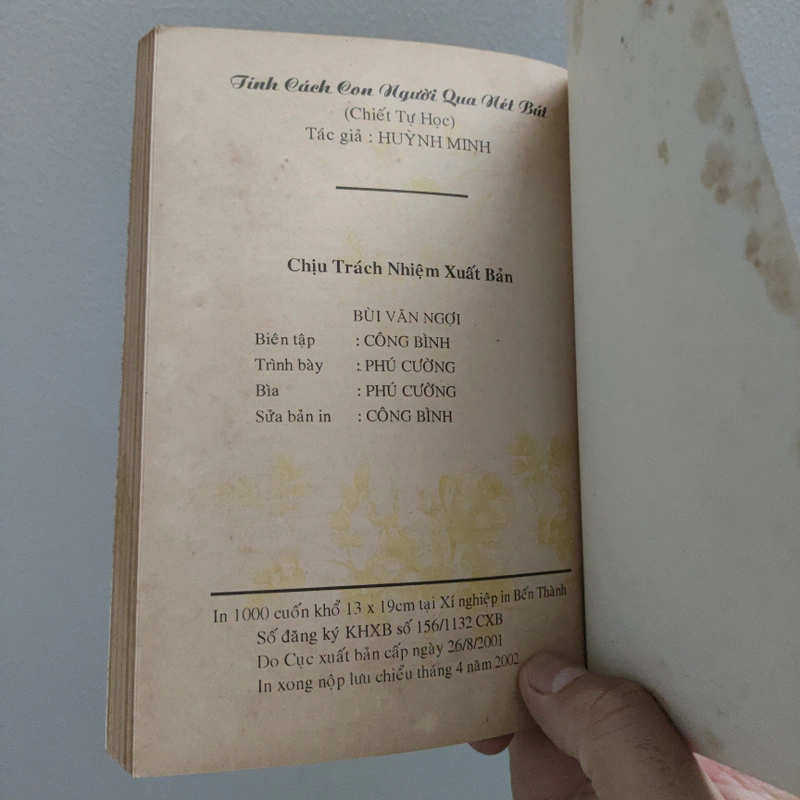 Tính Cách Con Người Qua Nét Bút
(Chiết Tự Học)
Tác giả : HUỲNH MINH
Chịu Trách Nhiệm Xuất Bản
BÙI VĂN NGỢI
Biên tập : CÔNG BÌNH
Trình bày : PHÚ CƯỜNG
Bìa : PHÚ CƯỜNG
Sửa bản in : CÔNG BÌNH
In 1000 cuốn khổ 13 x 19cm tại Xí nghiệp in Bến Thành
Số đăng ký KHXB số 156/1132 CXB
Do Cục xuất bản cấp ngày 26/8/2001
In xong nộp lưu chiểu tháng 4 năm 2002